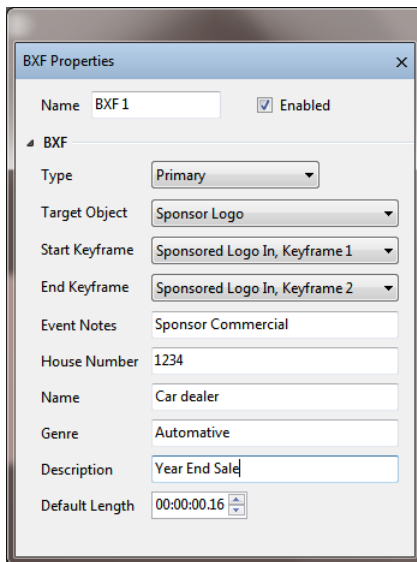 BXF Properties
Name BXF 1 Enabled
BXF
Type Primary
Target Object Sponsor Logo
Start Keyframe Sponsored Logo In, Keyframe 1
End Keyframe Sponsored Logo In, Keyframe 2
Event Notes Sponsor Commercial
House Number 1234
Name Car dealer
Genre Automative
Description Year End Sale
Default Length 00:00:00.16